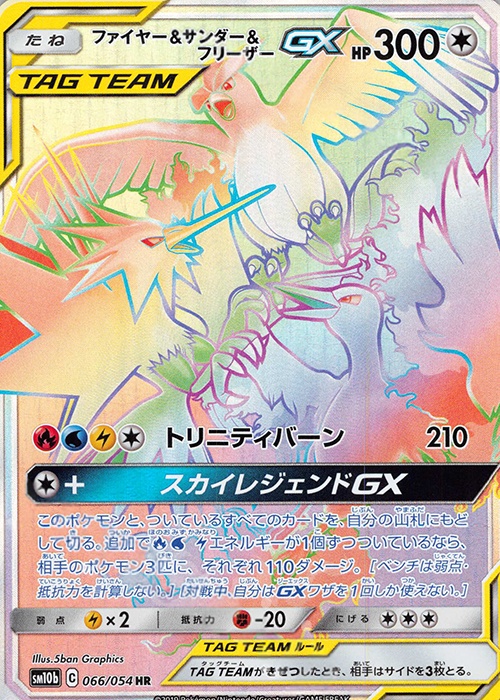 たね
ファイヤー&サンダー&
フリーザー GX HP 300
TAG TEAM
トリニティバーン 210
+ スカイレジェンドGX
このポケモンと、ついているすべてのカードを、自分の山札にもど
して切る。追加でエネルギーが1個ずつついているなら、
相手のポケモン3匹に、それぞれ110ダメージ。[ベンチは弱点・
抵抗力を計算しない。][対戦中、自分はGXワザを1回しか使えない。]
弱点 ×2 抵抗力 -20 にげる
Illus.5ban Graphics
TAG TEAM ルール
sm10b C 066/054 HR
TAG TEAMがきぜつしたとき、相手はサイドを3枚とる。
©2019 Pokémon/Nintendo/Creatures/GAME FREAK